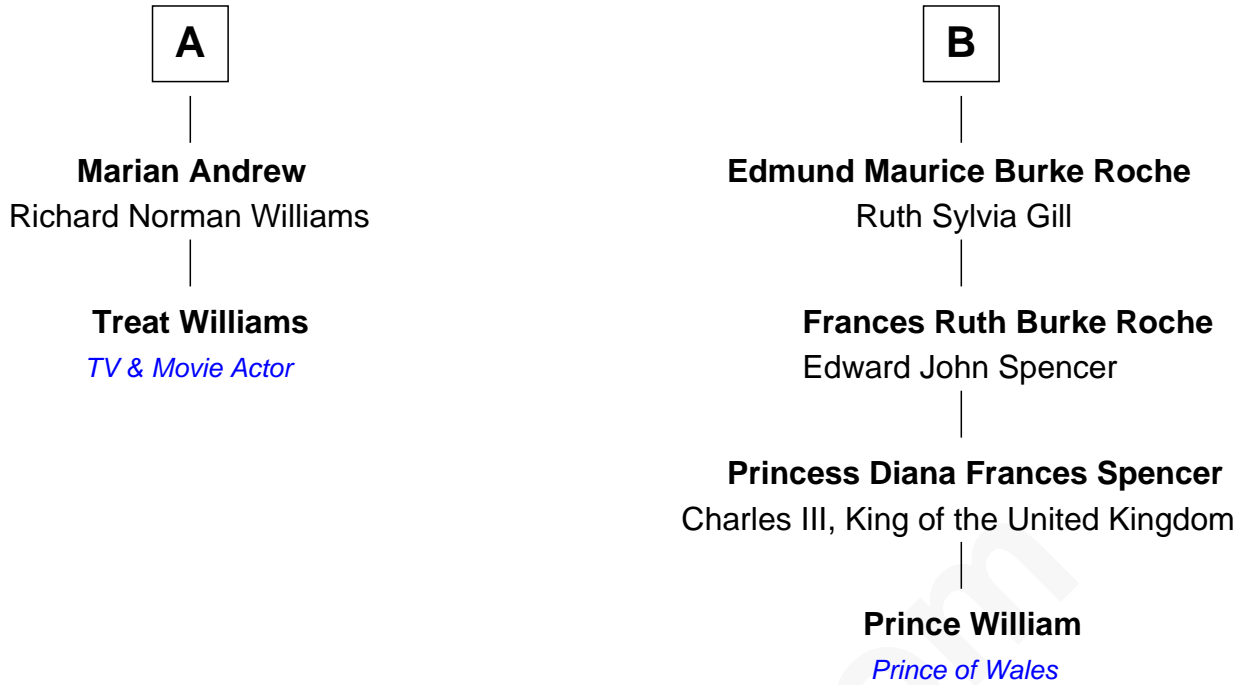 A
Marian Andrew
Richard Norman Williams
Treat Williams
TV & Movie Actor
B
Edmund Maurice Burke Roche
Ruth Sylvia Gill
Frances Ruth Burke Roche
Edward John Spencer
Princess Diana Frances Spencer
Charles III, King of the United Kingdom
Prince William
Prince of Wales